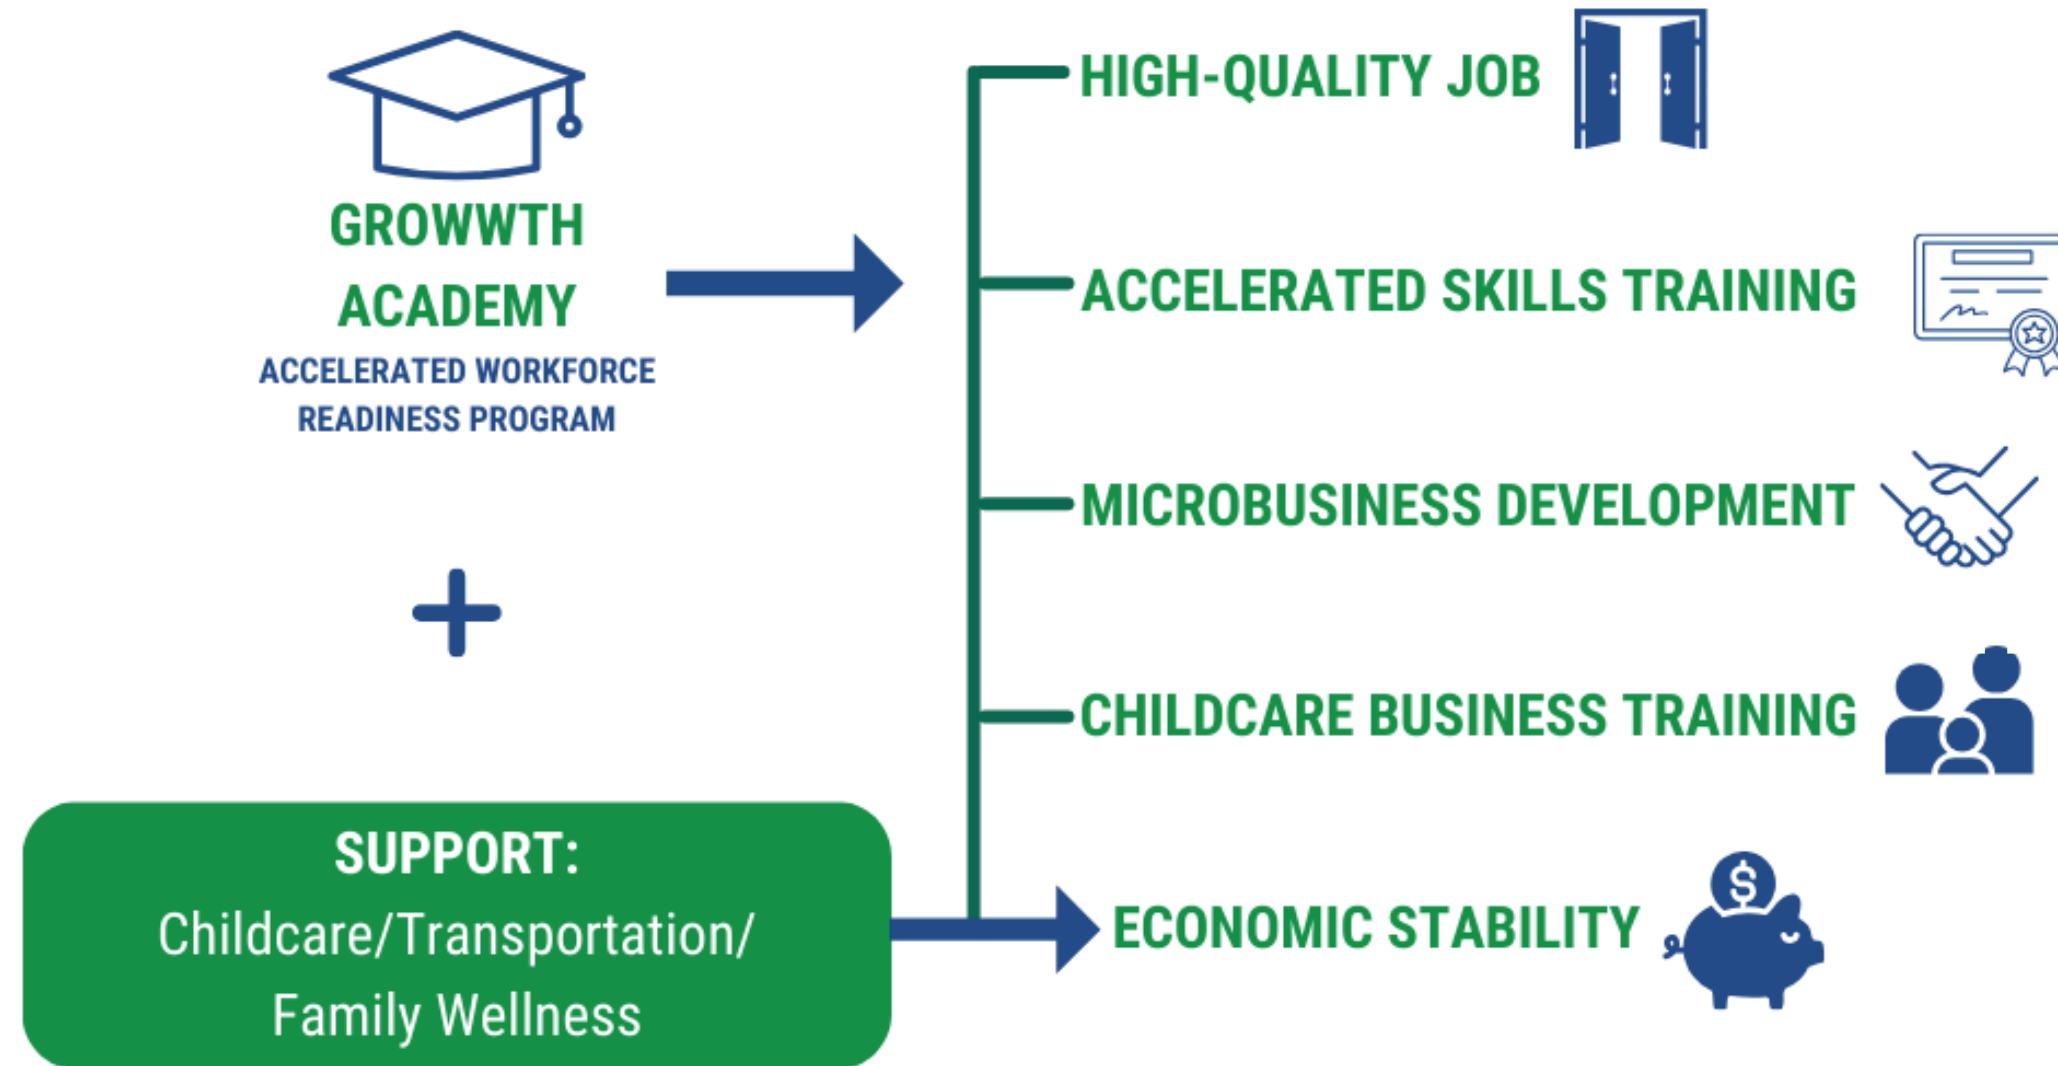 GROWWTH
ACADEMY
ACCELERATED WORKFORCE
READINESS PROGRAM
SUPPORT:
Childcare/Transportation/
Family Wellness
HIGH-QUALITY JOB
ACCELERATED SKILLS TRAINING
MICROBUSINESS DEVELOPMENT
CHILDCARE BUSINESS TRAINING
ECONOMIC STABILITY
$